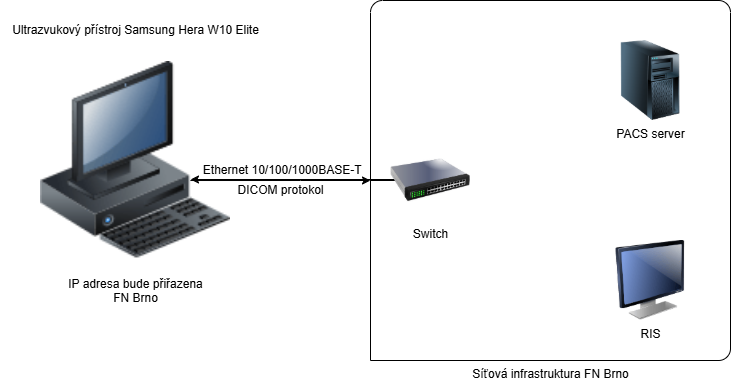 Ultrazvukový přístroj Samsung Hera W10 Elite
PACS server
Ethernet 10/100/1000BASE-T
DICOM protokol
Switch
IP adresa bude přiřazena
FN Brno
RIS
Síťová infrastruktura FN Brno